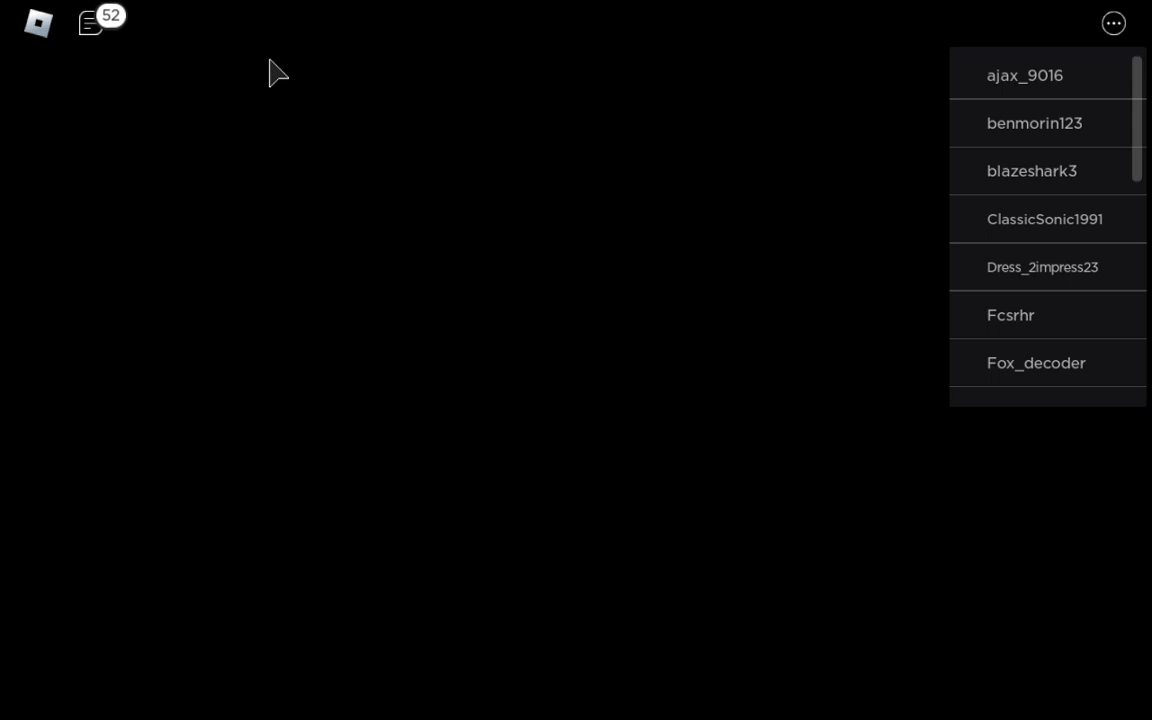 52
ajax_9016
benmorin123
blazeshark3
ClassicSonic1991
Dress_2impress23
Fcsrhr
Fox_decoder